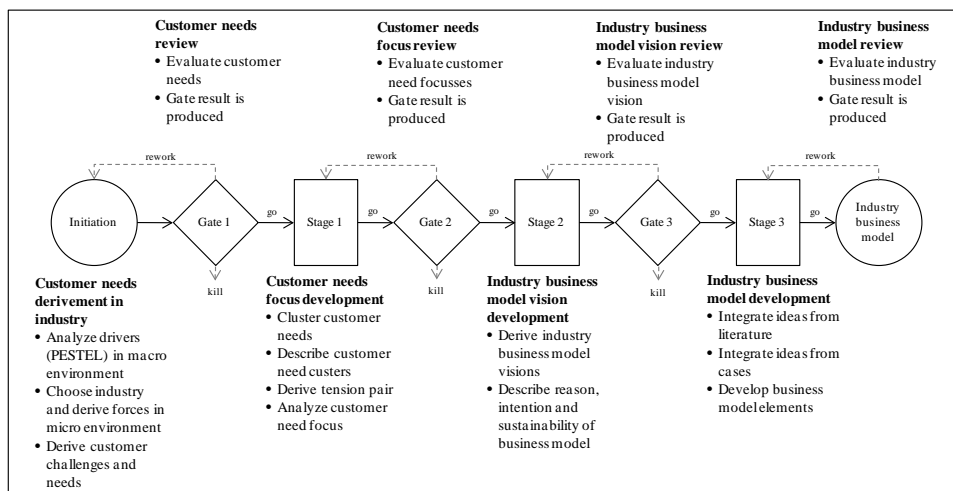 Customer needs
review
• Evaluate customer
needs
• Gate result is
produced
Customer needs
focus review
• Evaluate customer
need focusses
• Gate result is
produced
Industry business
model vision review
• Evaluate industry
business model
vision
• Gate result is
produced
Industry business
model review
• Evaluate industry
business model
• Gate result is
produced
rework
rework
rework
rework
Initiation
Gate 1
go
Stage 1
go
Gate 2
go
Stage 2
go
Gate 3
go
Stage 3
go
Industry
business
model
kill
kill
kill
Customer needs
derivement in
industry
• Analyze drivers
(PESTEL) in macro
environment
• Choose industry
and derive forces in
micro environment
• Derive customer
challenges and
needs
Customer needs
focus development
• Cluster customer
needs
• Describe customer
need custers
• Derive tension pair
• Analyze customer
need focus
Industry business
model vision
development
• Derive industry
business model
visions
• Describe reason,
intention and
sustainability of
business model
Industry business
model development
• Integrate ideas from
literature
• Integrate ideas from
cases
• Develop business
model elements